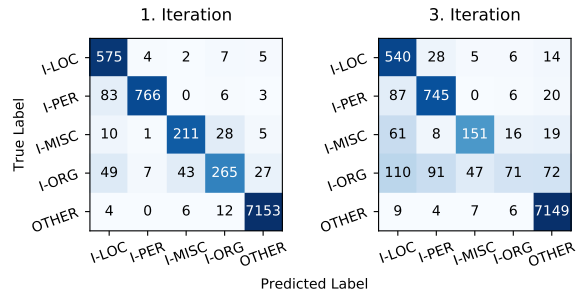 1. Iteration
3. Iteration
True Label
I-LOC 575 4 2 7 5
I-PER 83 766 0 6 3
I-MISC 10 1 211 28 5
I-ORG 49 7 43 265 27
OTHER 4 0 6 12 7153
I-LOC I-PER I-MISC I-ORG OTHER
I-LOC 540 28 5 6 14
I-PER 87 745 0 6 20
I-MISC 61 8 151 16 19
I-ORG 110 91 47 71 72
OTHER 9 4 7 6 7149
I-LOC I-PER I-MISC I-ORG OTHER
Predicted Label